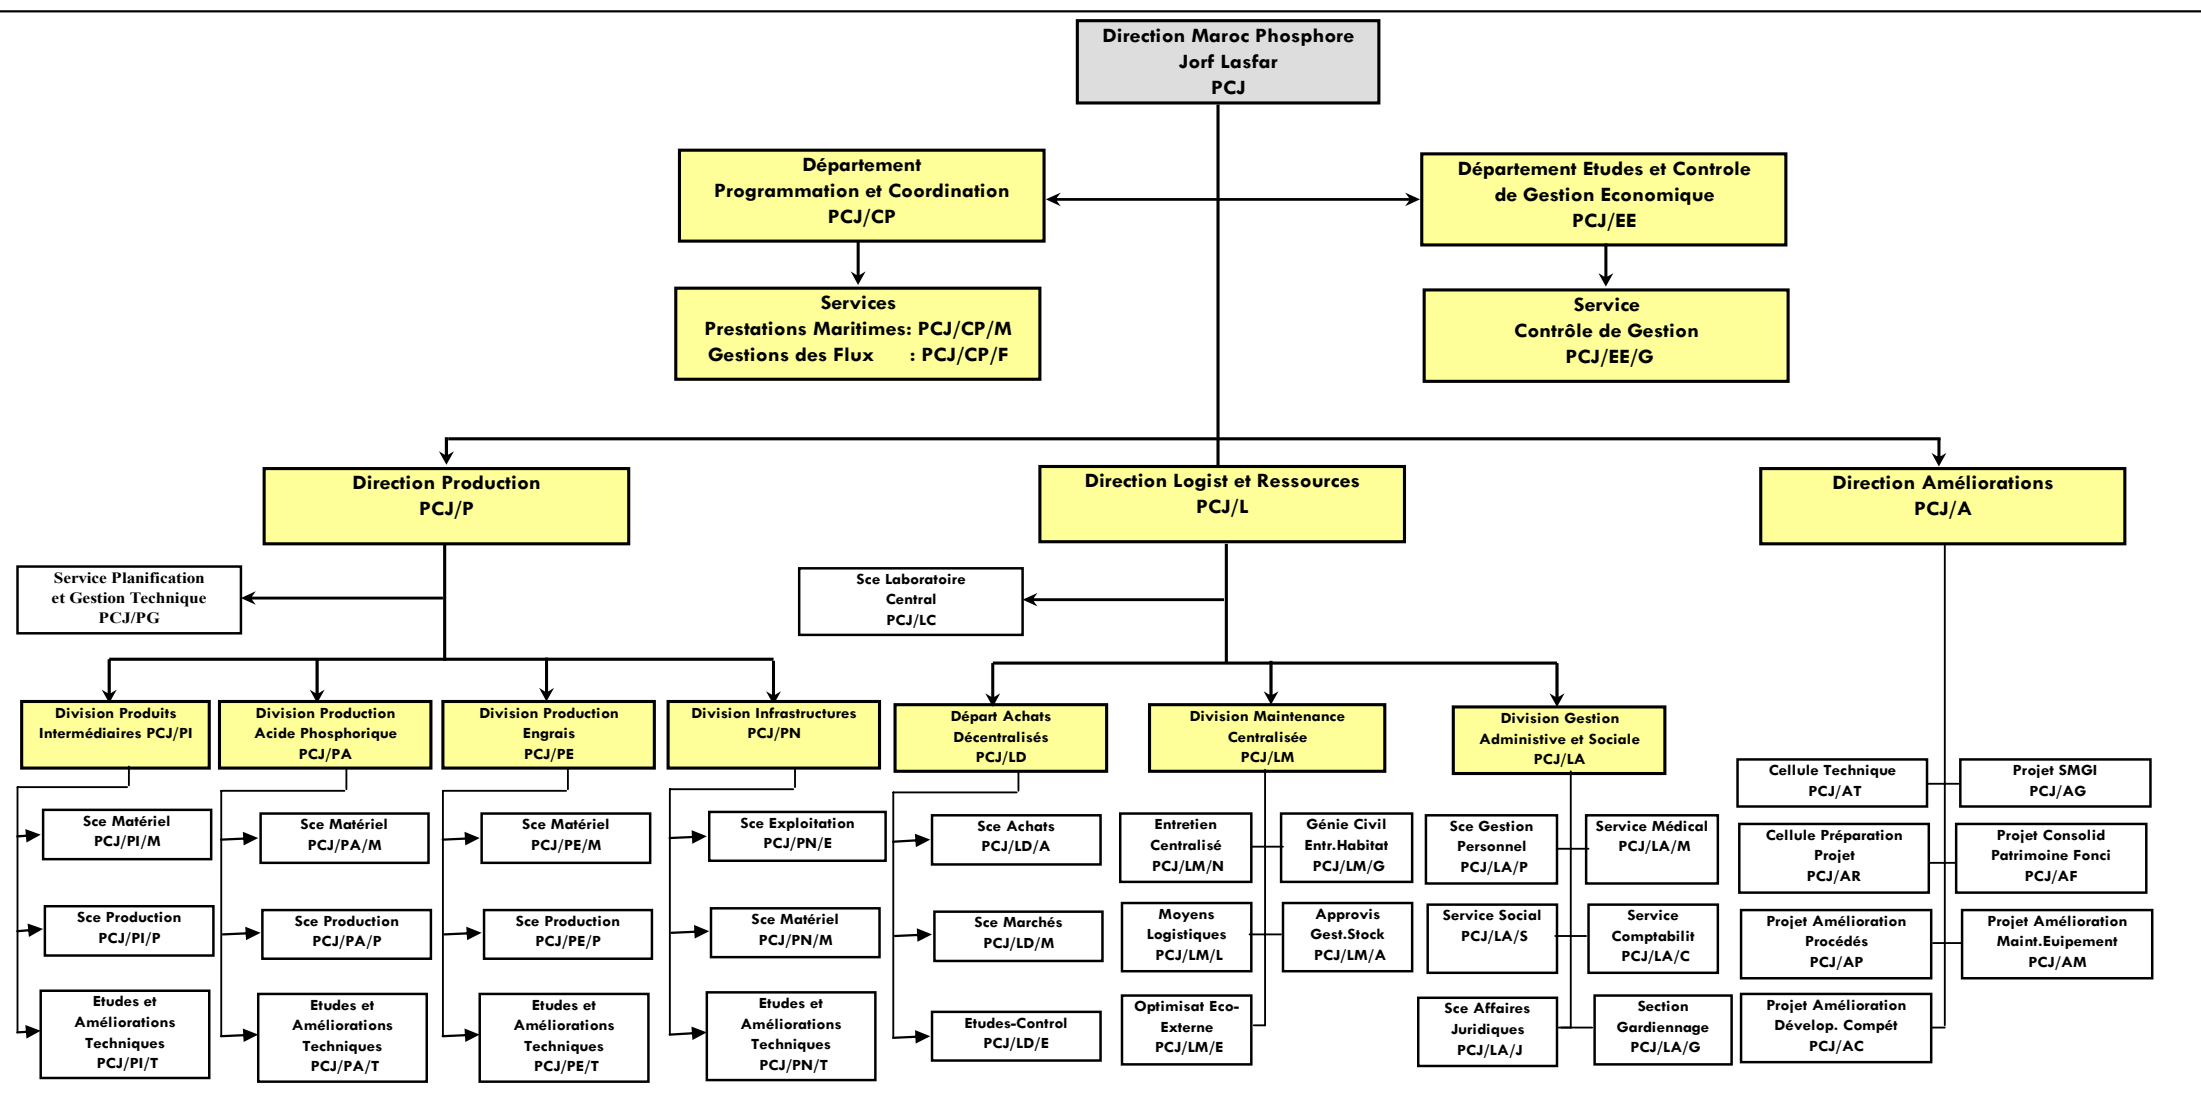 Direction Maroc Phosphore
Jorf Lasfar
PCJ
Département
Programmation et Coordination
PCJ/CP
Département Etudes et Controle
de Gestion Economique
PCJ/EE
Services
Prestations Maritimes: PCJ/CP/M
Gestions des Flux : PCJ/CP/F
Service
Contrôle de Gestion
PCJ/EE/G
Direction Production
PCJ/P
Direction Logist et Ressources
PCJ/L
Direction Améliorations
PCJ/A
Service Planification
et Gestion Technique
PCJ/PG
Sce Laboratoire
Central
PCJ/LC
Division Produits
Intermédiaires PCJ/PI
Division Production
Acide Phosphorique
PCJ/PA
Division Production
Engrais
PCJ/PE
Division Infrastructures
PCJ/PN
Départ Achats
Décentralisés
PCJ/LD
Division Maintenance
Centralisée
PCJ/LM
Division Gestion
Administive et Sociale
PCJ/LA
Sce Matériel
PCJ/PI/M
Sce Production
PCJ/PI/P
Etudes et
Améliorations
Techniques
PCJ/PI/T
Sce Matériel
PCJ/PA/M
Sce Production
PCJ/PA/P
Etudes et
Améliorations
Techniques
PCJ/PA/T
Sce Matériel
PCJ/PE/M
Sce Production
PCJ/PE/P
Etudes et
Améliorations
Techniques
PCJ/PE/T
Sce Exploitation
PCJ/PN/E
Sce Matériel
PCJ/PN/M
Etudes et
Améliorations
Techniques
PCJ/PN/T
Sce Achats
PCJ/LD/A
Sce Marchés
PCJ/LD/M
Etudes-Control
PCJ/LD/E
Entretien
Centralisé
PCJ/LM/N
Génie Civil
Entr.Habitat
PCJ/LM/G
Moyens
Logistiques
PCJ/LM/L
Approvis
Gest.Stock
PCJ/LM/A
Optimisat Eco-
Externe
PCJ/LM/E
Sce Gestion
Personnel
PCJ/LA/P
Service Médical
PCJ/LA/M
Service Social
PCJ/LA/S
Service
Comptabilit
PCJ/LA/C
Sce Affaires
Juridiques
PCJ/LA/J
Section
Gardiennage
PCJ/LA/G
Cellule Technique
PCJ/AT
Projet SMGI
PCJ/AG
Cellule Préparation
Projet
PCJ/AR
Projet Consolid
Patrimoine Fonci
PCJ/AF
Projet Amélioration
Procédés
PCJ/AP
Projet Amélioration
Maint.Euipement
PCJ/AM
Projet Amélioration
Dévelop. Compét
PCJ/AC